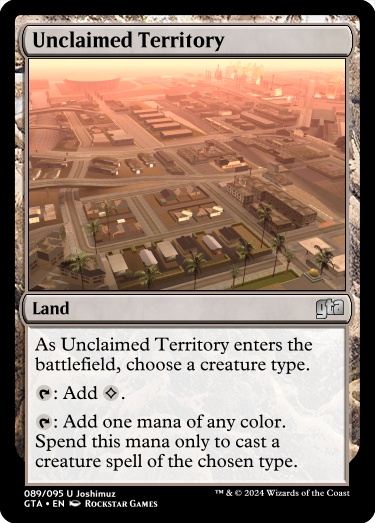 Unclaimed Territory
Land
gta
As Unclaimed Territory enters the
battlefield, choose a creature type.
: Add .
: Add one mana of any color.
Spend this mana only to cast a
creature spell of the chosen type.
089/095 U Joshimuz
GTA • EN Rockstar Games
™ & © 2024 Wizards of the Coast